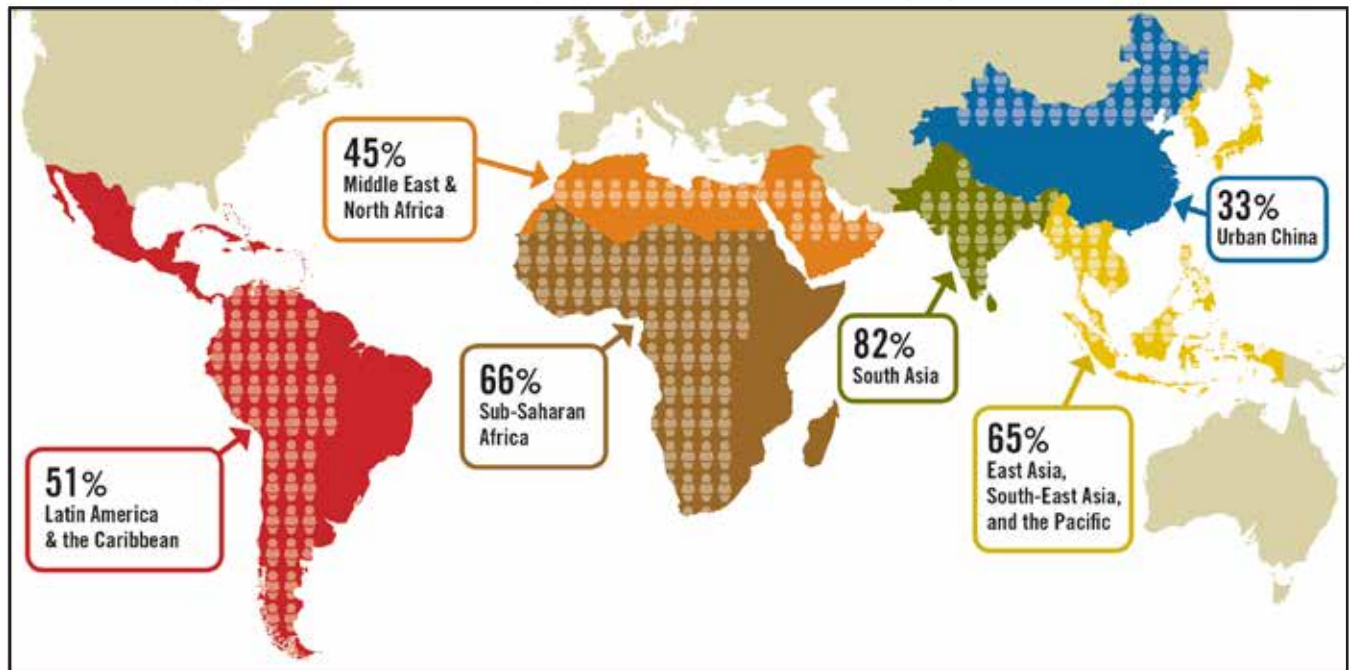 45%
Middle East &
North Africa
33%
Urban China
82%
South Asia
66%
Sub-Saharan
Africa
65%
East Asia,
South-East Asia,
and the Pacific
51%
Latin America
& the Caribbean